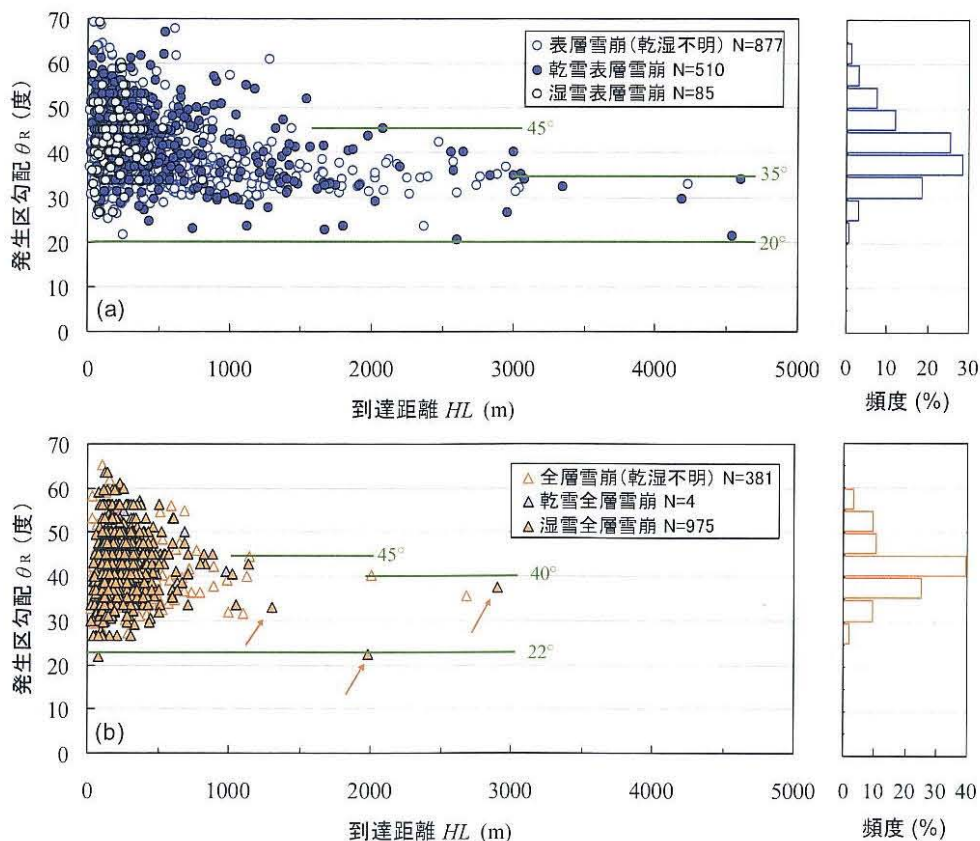 70
60
50
40
30
20
10
0
発生区勾配 θR (度)
○ 表層雪崩(乾湿不明) N=877
● 乾雪表層雪崩 N=510
○ 湿雪表層雪崩 N=85
45°
35°
20°
(a)
0 1000 2000 3000 4000 5000
到達距離 HL (m)
0 10 20 30
頻度 (%)
70
60
50
40
30
20
10
0
発生区勾配 θR (度)
△ 全層雪崩(乾湿不明) N=381
▲ 乾雪全層雪崩 N=4
▲ 湿雪全層雪崩 N=975
45°
40°
22°
(b)
0 1000 2000 3000 4000 5000
到達距離 HL (m)
0 10 20 30 40
頻度 (%)